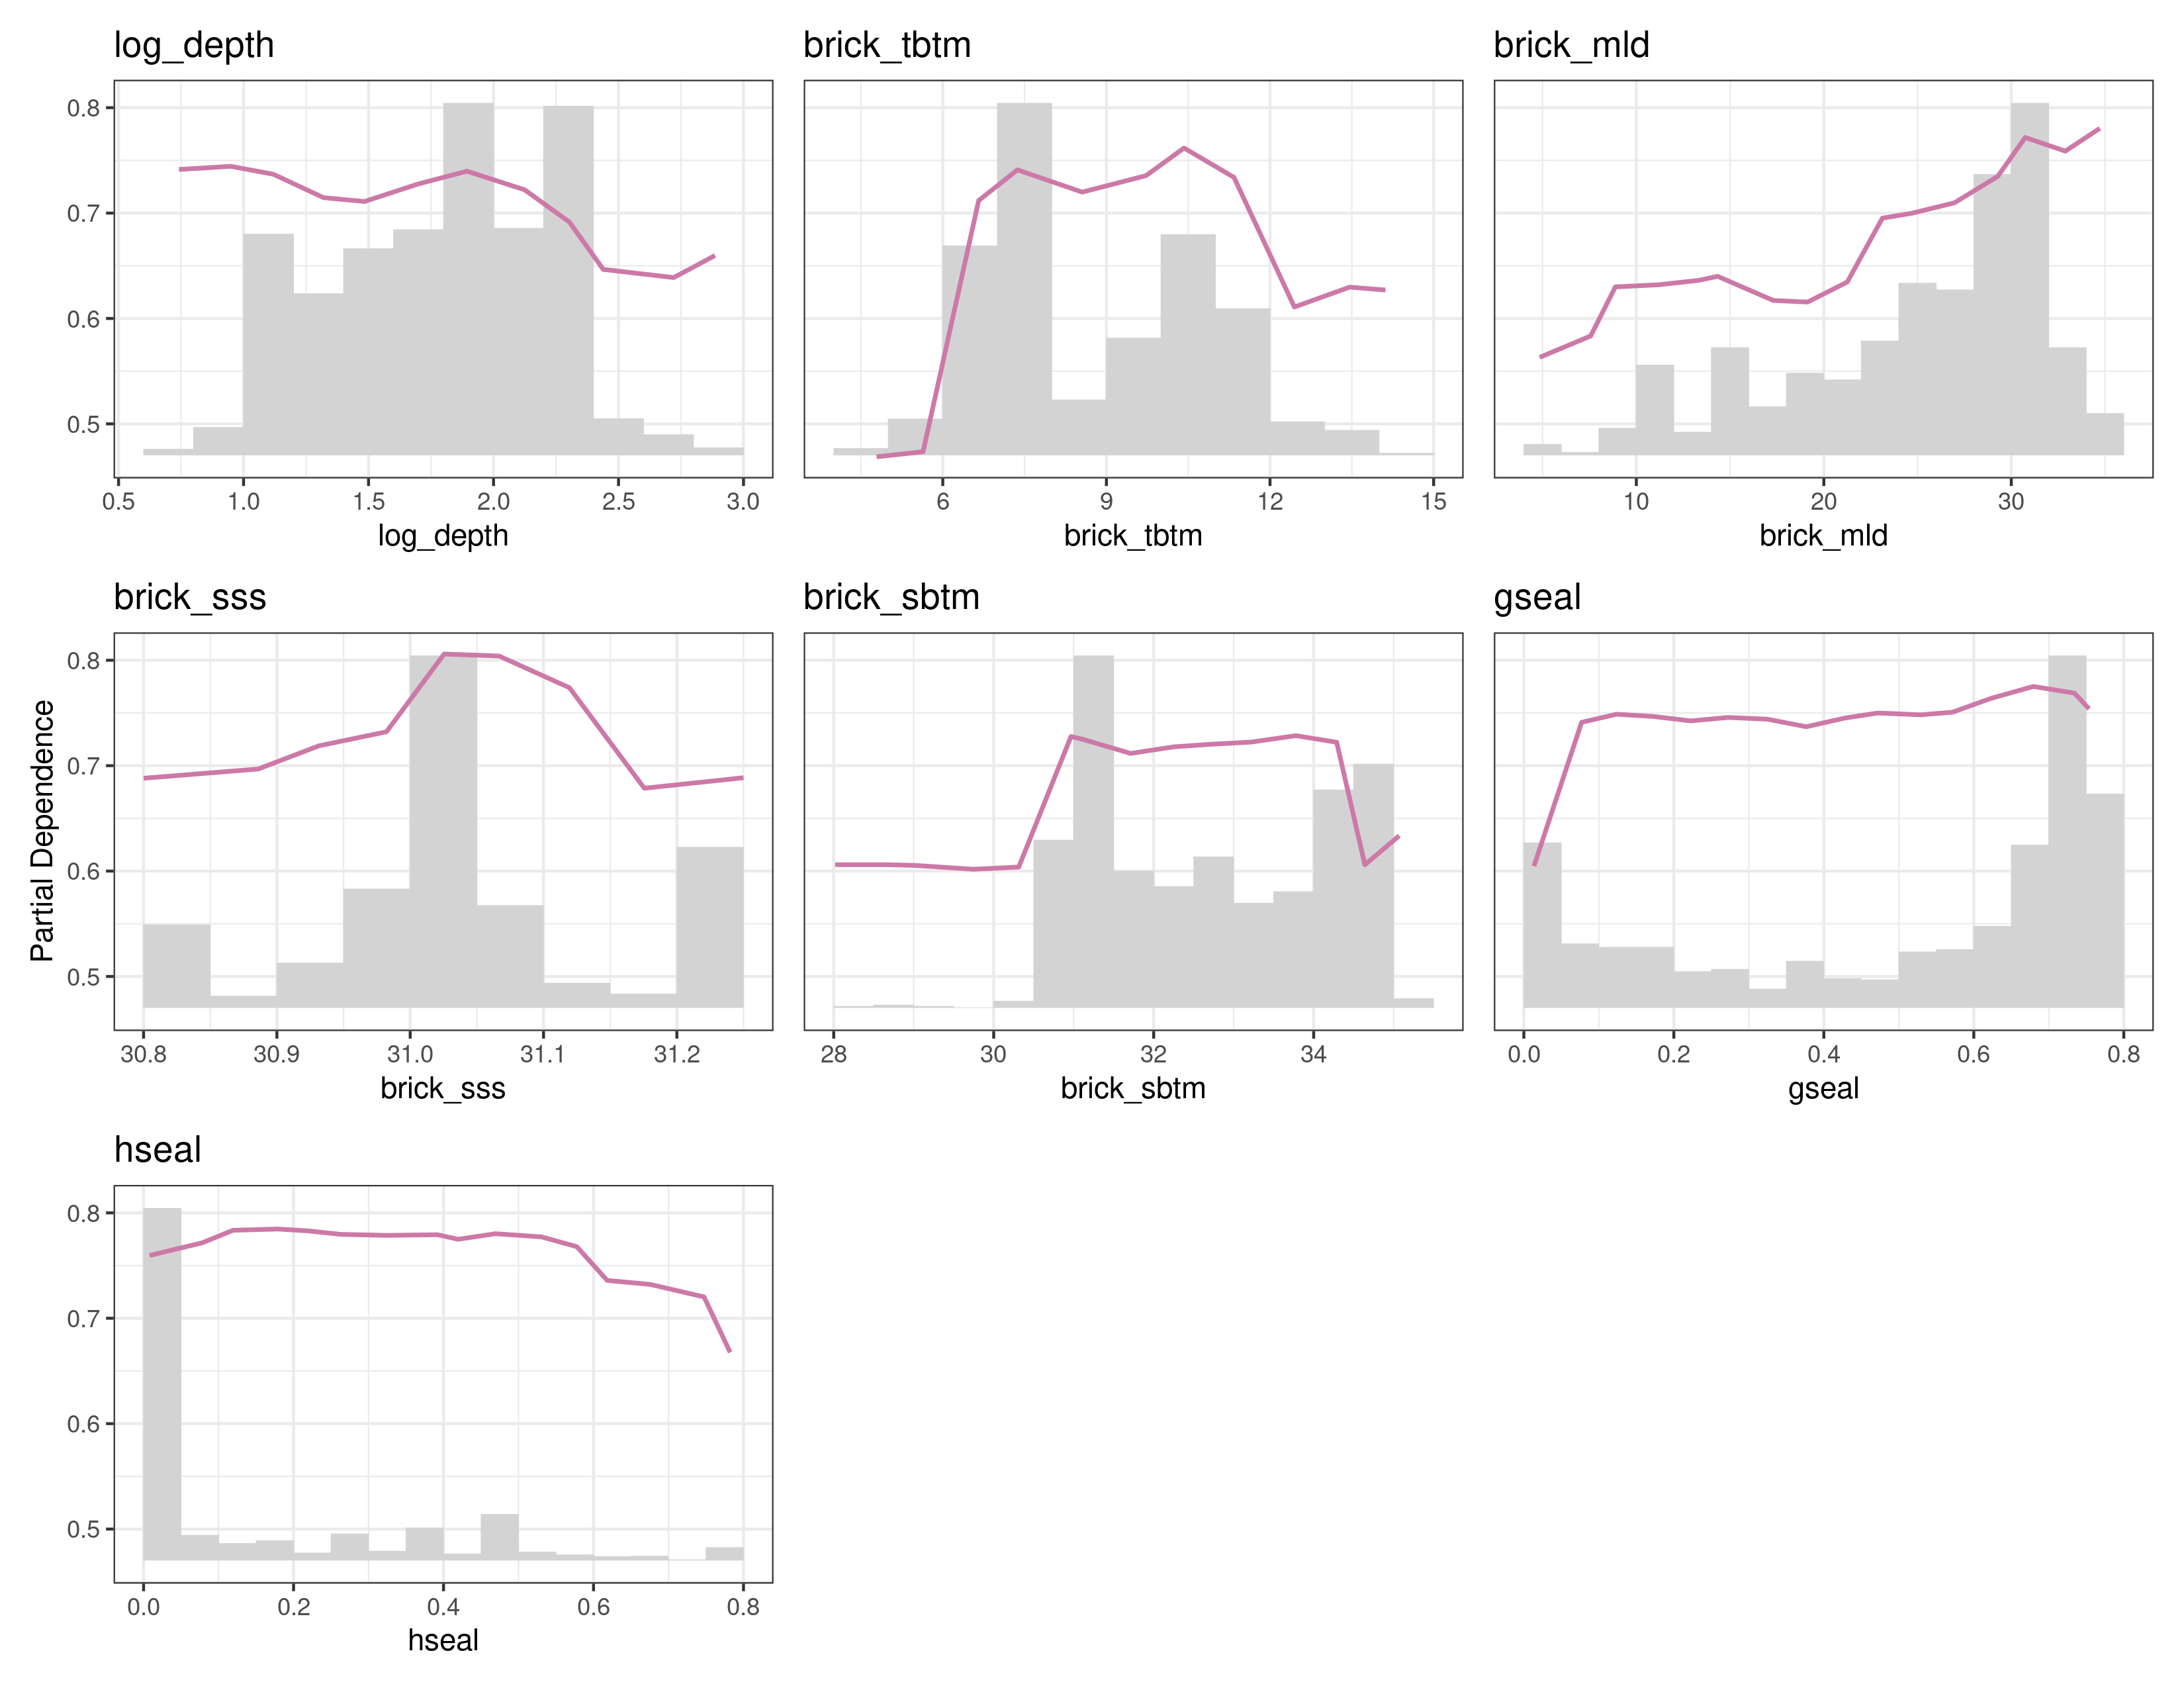 log_depth
brick_tbtm
brick_mld
0.8
0.7
0.6
0.5
0.5 1.0 1.5 2.0 2.5 3.0
6 9 12 15
10 20 30
log_depth
brick_tbtm
brick_mld
brick_sss
brick_sbtm
gseal
Partial Dependence
0.8
0.7
0.6
0.5
30.8 30.9 31.0 31.1 31.2
28 30 32 34
0.0 0.2 0.4 0.6 0.8
brick_sss
brick_sbtm
gseal
hseal
0.8
0.7
0.6
0.5
0.0 0.2 0.4 0.6 0.8
hseal